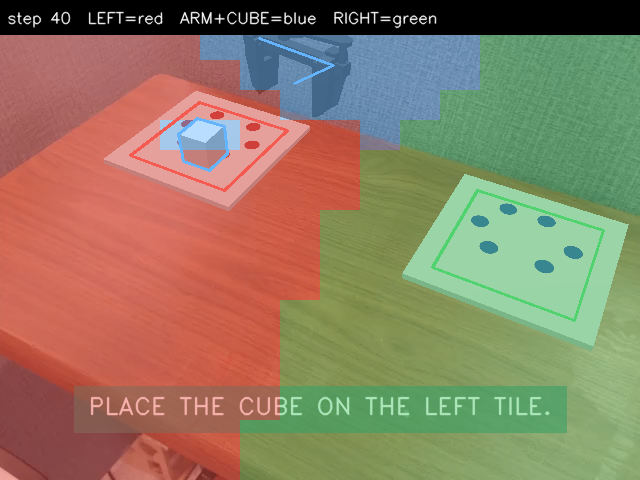 step 40 LEFT=red ARM+CUBE=blue RIGHT=green
PLACE THE CUBE ON THE LEFT TILE.